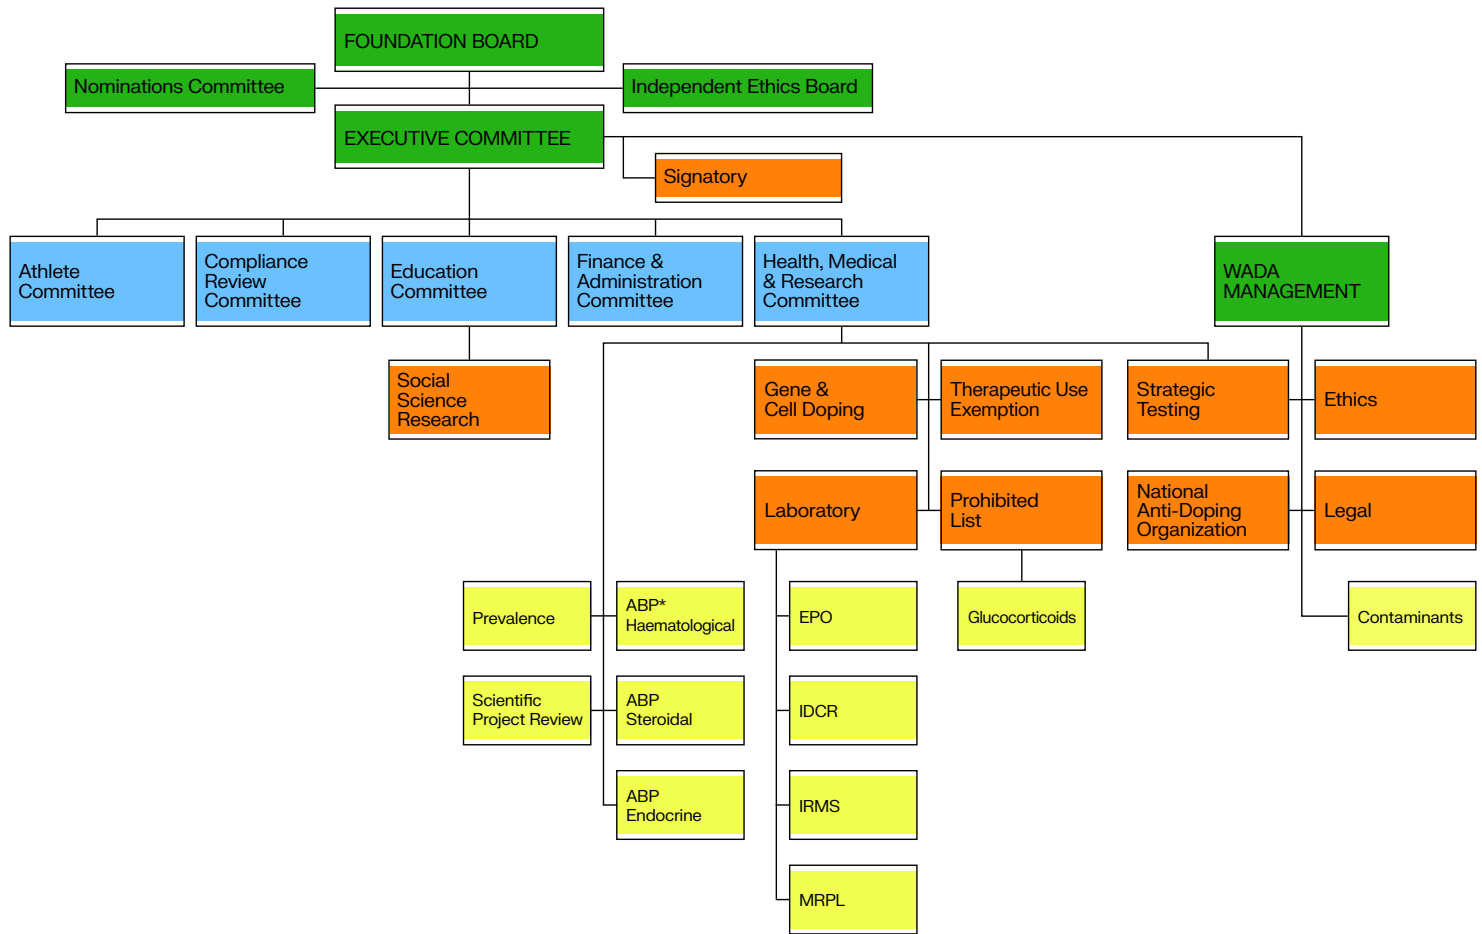 FOUNDATION BOARD
Nominations Committee
Independent Ethics Board
EXECUTIVE COMMITTEE
Signatory
Athlete
Committee
Compliance
Review
Committee
Education
Committee
Finance &
Administration
Committee
Health, Medical
& Research
Committee
WADA
MANAGEMENT
Social
Science
Research
Gene &
Cell Doping
Therapeutic Use
Exemption
Strategic
Testing
Ethics
Laboratory
Prohibited
List
National
Anti-Doping
Organization
Legal
Prevalence
ABP*
Haematological
EPO
Glucocorticoids
Contaminants
Scientific
Project Review
ABP
Steroidal
IDCR
ABP
Endocrine
IRMS
MRPL